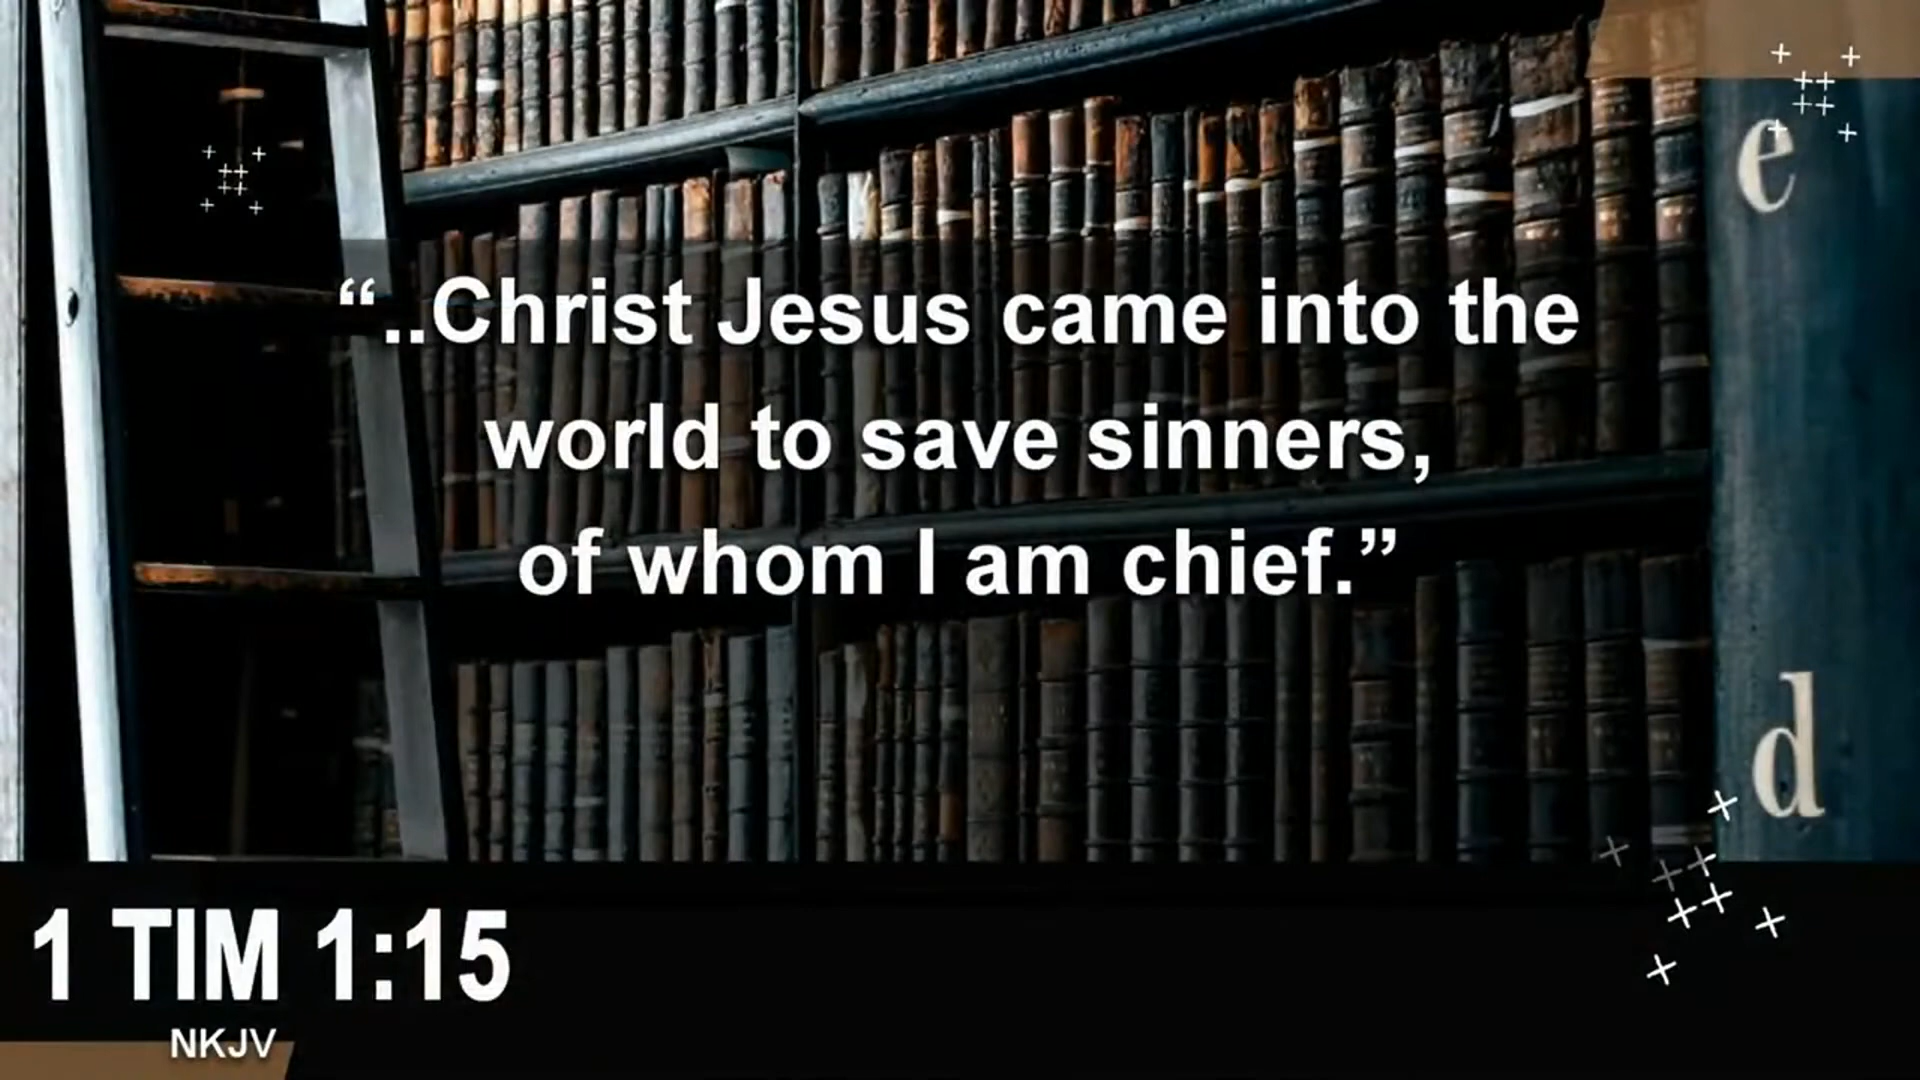 e
“..Christ Jesus came into the
world to save sinners,
of whom I am chief.”
d
1 TIM 1:15
NKJV